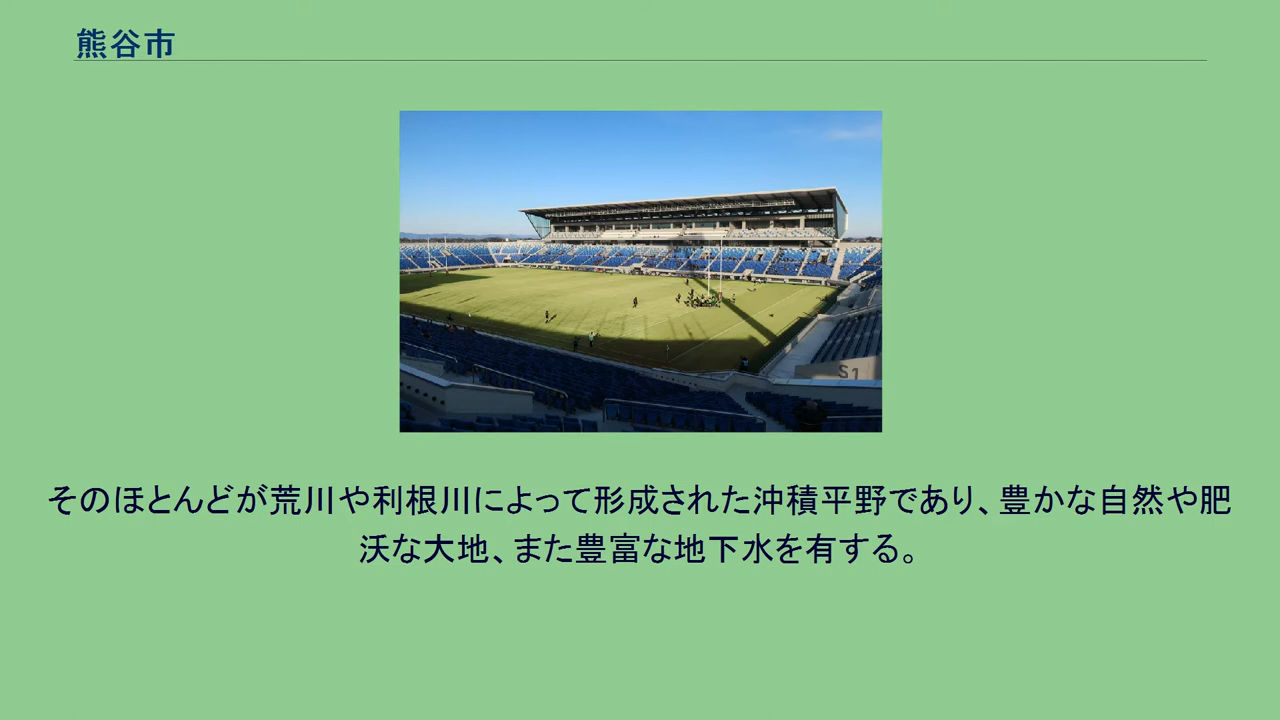 熊谷市
S1
そのほとんどが荒川や利根川によって形成された沖積平野であり、豊かな自然や肥
沃な大地、また豊富な地下水を有する。